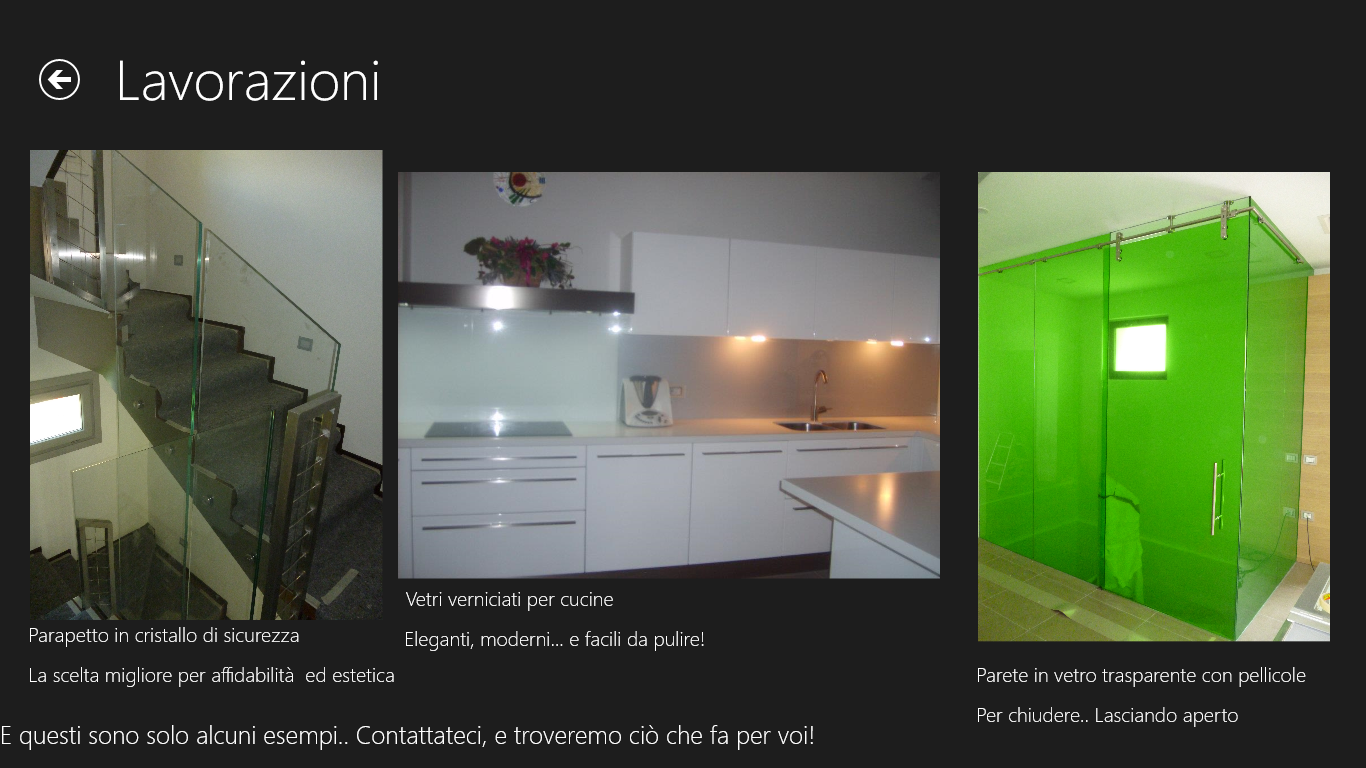 Lavorazioni
Parapetto in cristallo di sicurezza
La scelta migliore per affidabilità  ed estetica
Vetri verniciati per cucine
Eleganti, moderni... e facili da pulire!
Parete in vetro trasparente con pellicole
Per chiudere.. Lasciando aperto
E questi sono solo alcuni esempi.. Contattateci, e troveremo ciò che fa per voi!